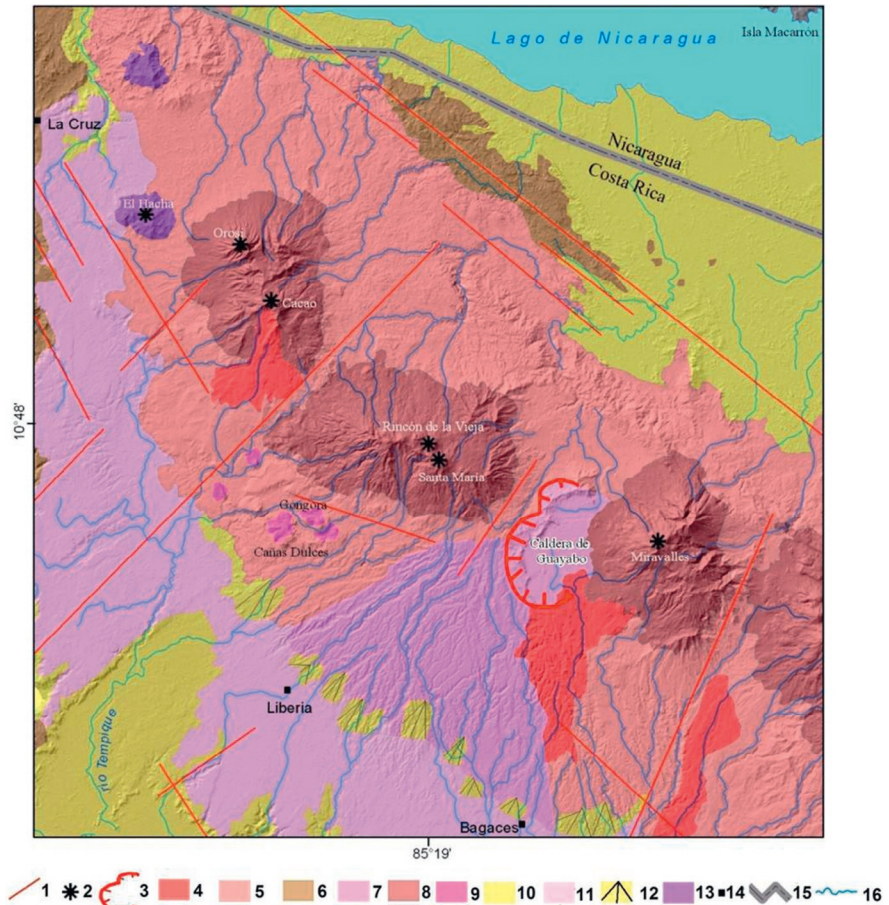 Lago de Nicaragua
Isla Macarrón
La Cruz
Nicaragua
Costa Rica
El Hacha
Orosí
Cacao
10°48'
Rincón de la Vieja
Santa María
Gongora
Cañas Dulces
Caldera de
Guayabo
Miravalles
Liberia
río Tempique
Bagaces
85°19'
1 2 3 4 5 6 7 8 9 10 11 12 13 14 15 16